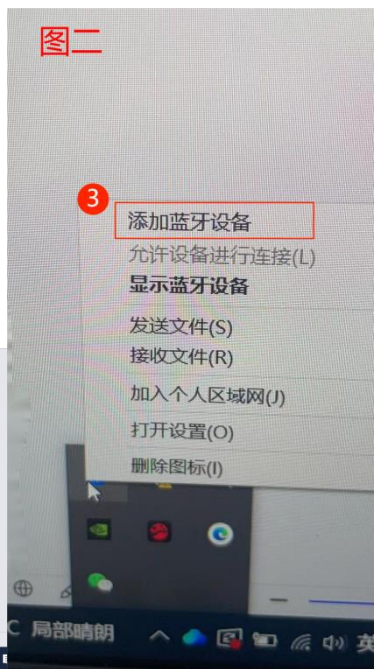 图二
3
添加蓝牙设备
允许设备进行连接(L)
显示蓝牙设备
发送文件(S)
接收文件(R)
加入个人区域网(J)
打开设置(O)
删除图标(I)
C 局部晴朗
英